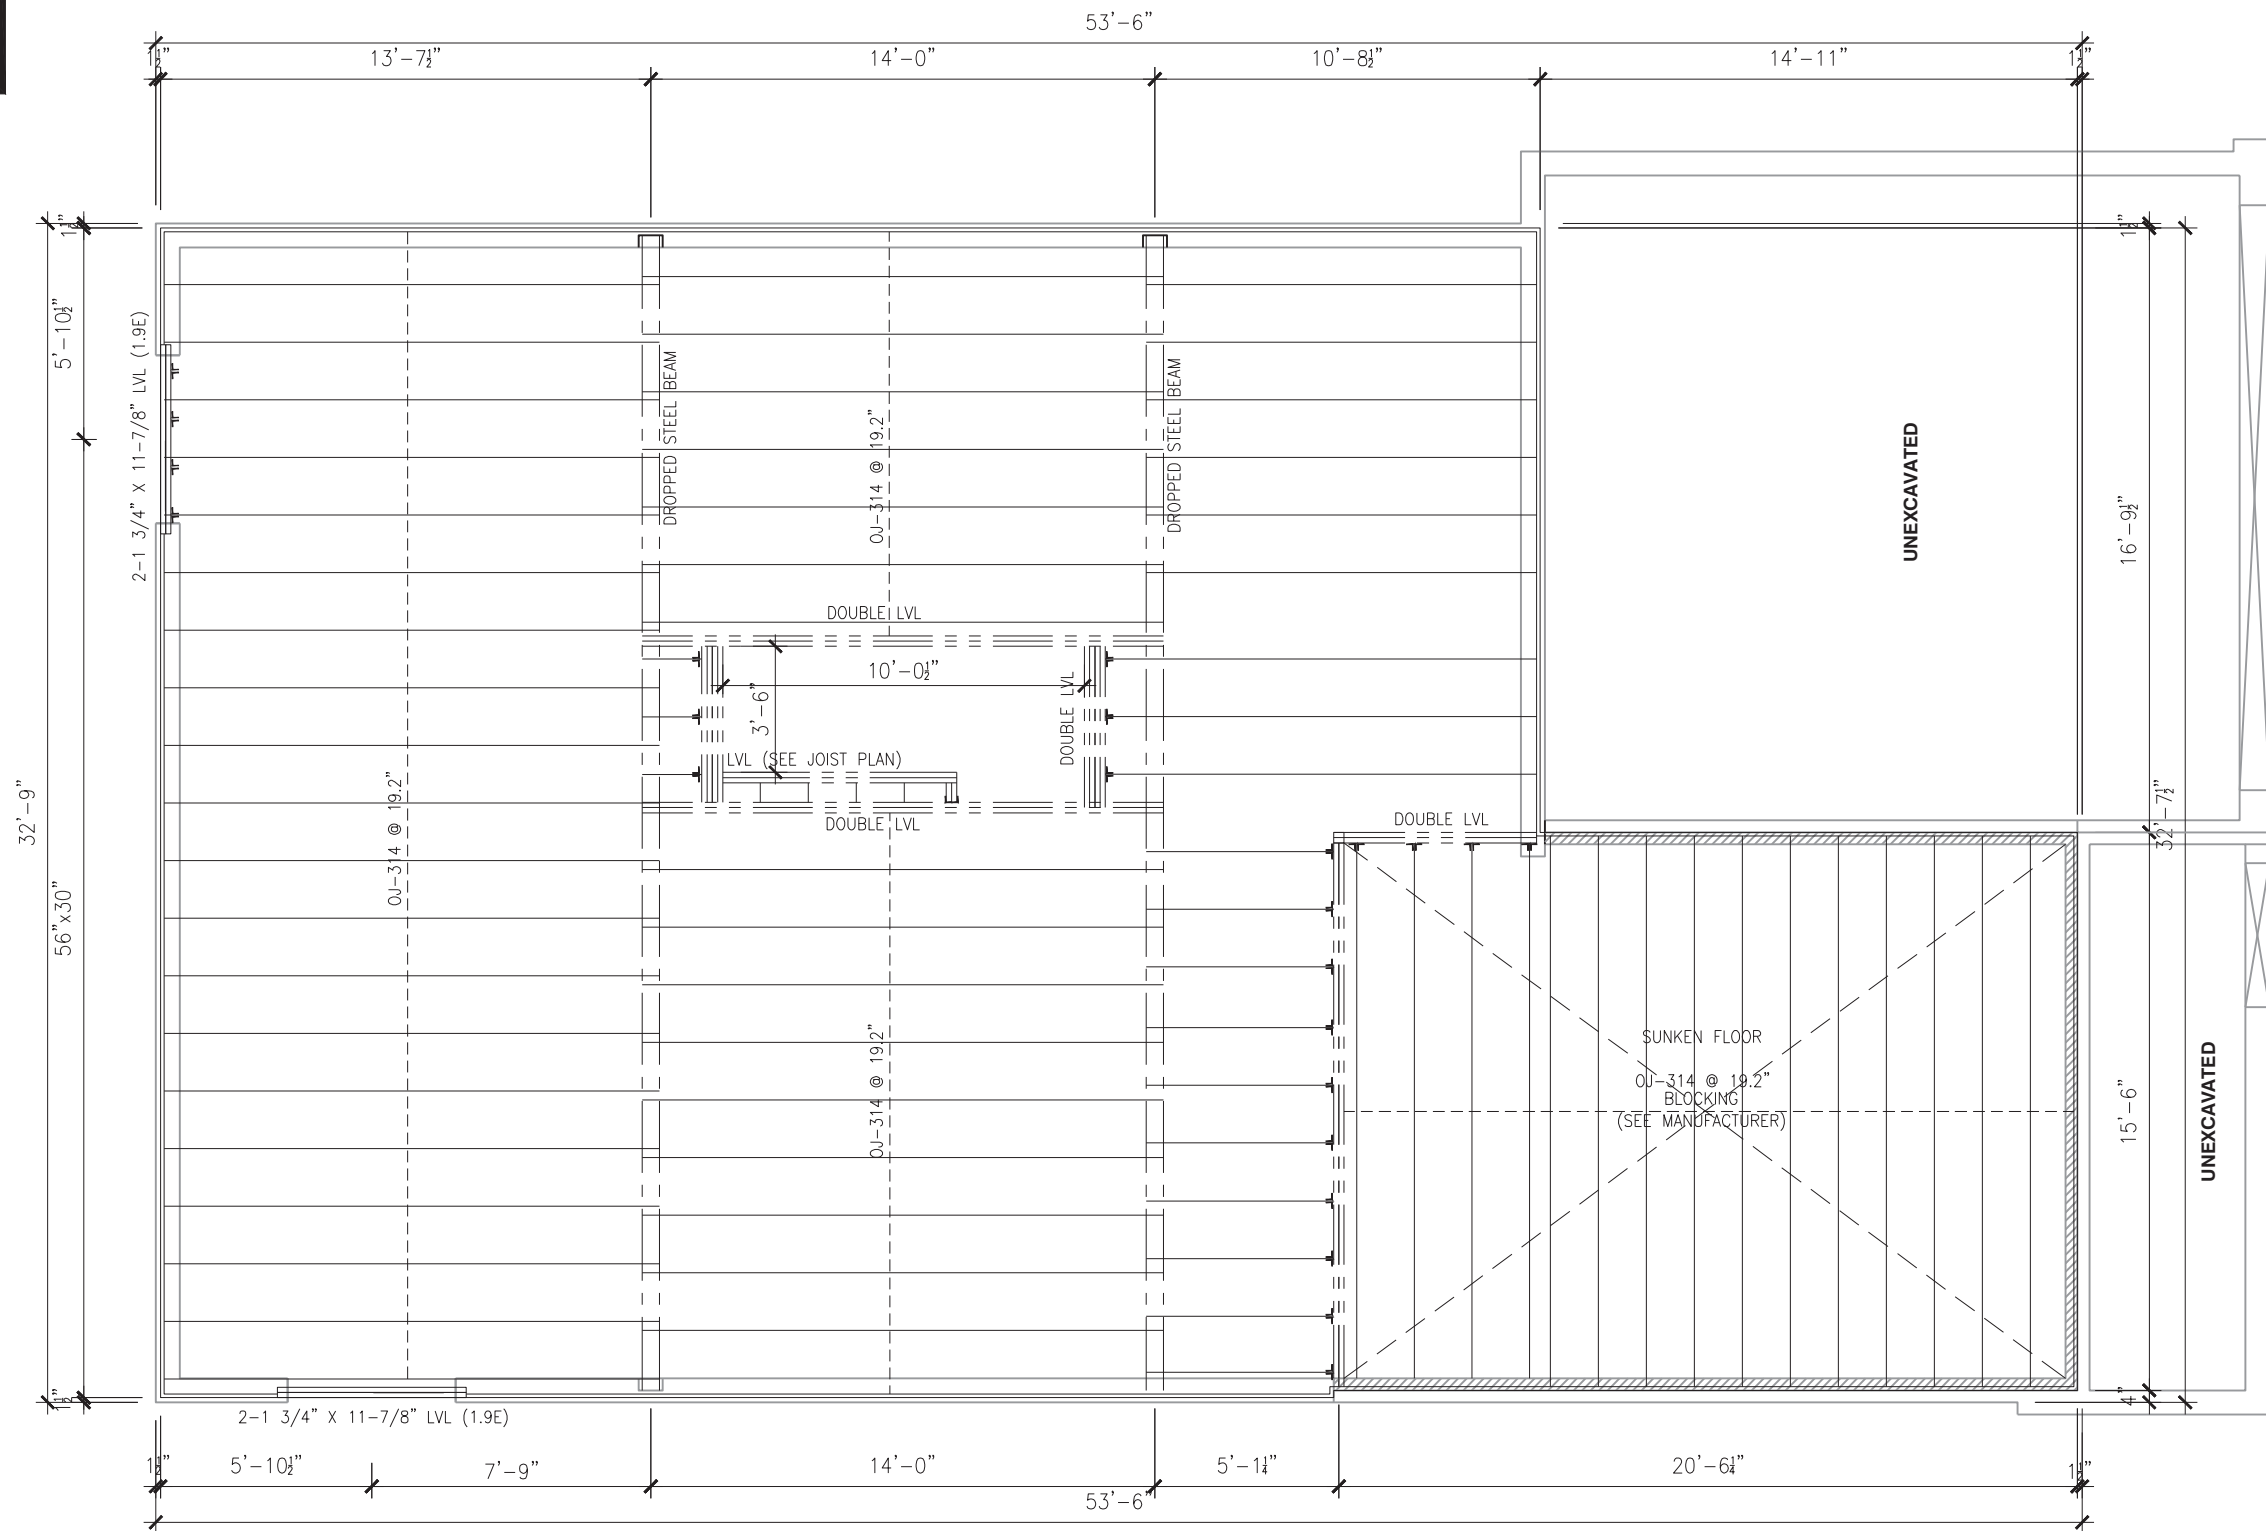 53'-6"
1½"
13'-7½"
14'-0"
10'-8½"
14'-11"
1½"
1½"
5'-10½"
2-1 3/4" X 11-7/8" LVL (1.9E)
32'-9"
56"x30"
1½"
OJ-314 @ 19.2"
DROPPED STEEL BEAM
OJ-314 @ 19.2"
DROPPED STEEL BEAM
DOUBLE LVL
10'-0½"
3'-6"
DOUBLE LVL
LVL (SEE JOIST PLAN)
DOUBLE LVL
DOUBLE LVL
OJ-314 @ 19.2"
SUNKEN FLOOR
OJ-314 @ 19.2"
BLOCKING
(SEE MANUFACTURER)
UNEXCAVATED
UNEXCAVATED
1½"
16'-9½"
32'-7½"
15'-6"
4"
2-1 3/4" X 11-7/8" LVL (1.9E)
1½"
5'-10½"
7'-9"
14'-0"
5'-1¼"
20'-6¼"
1½"
53'-6"